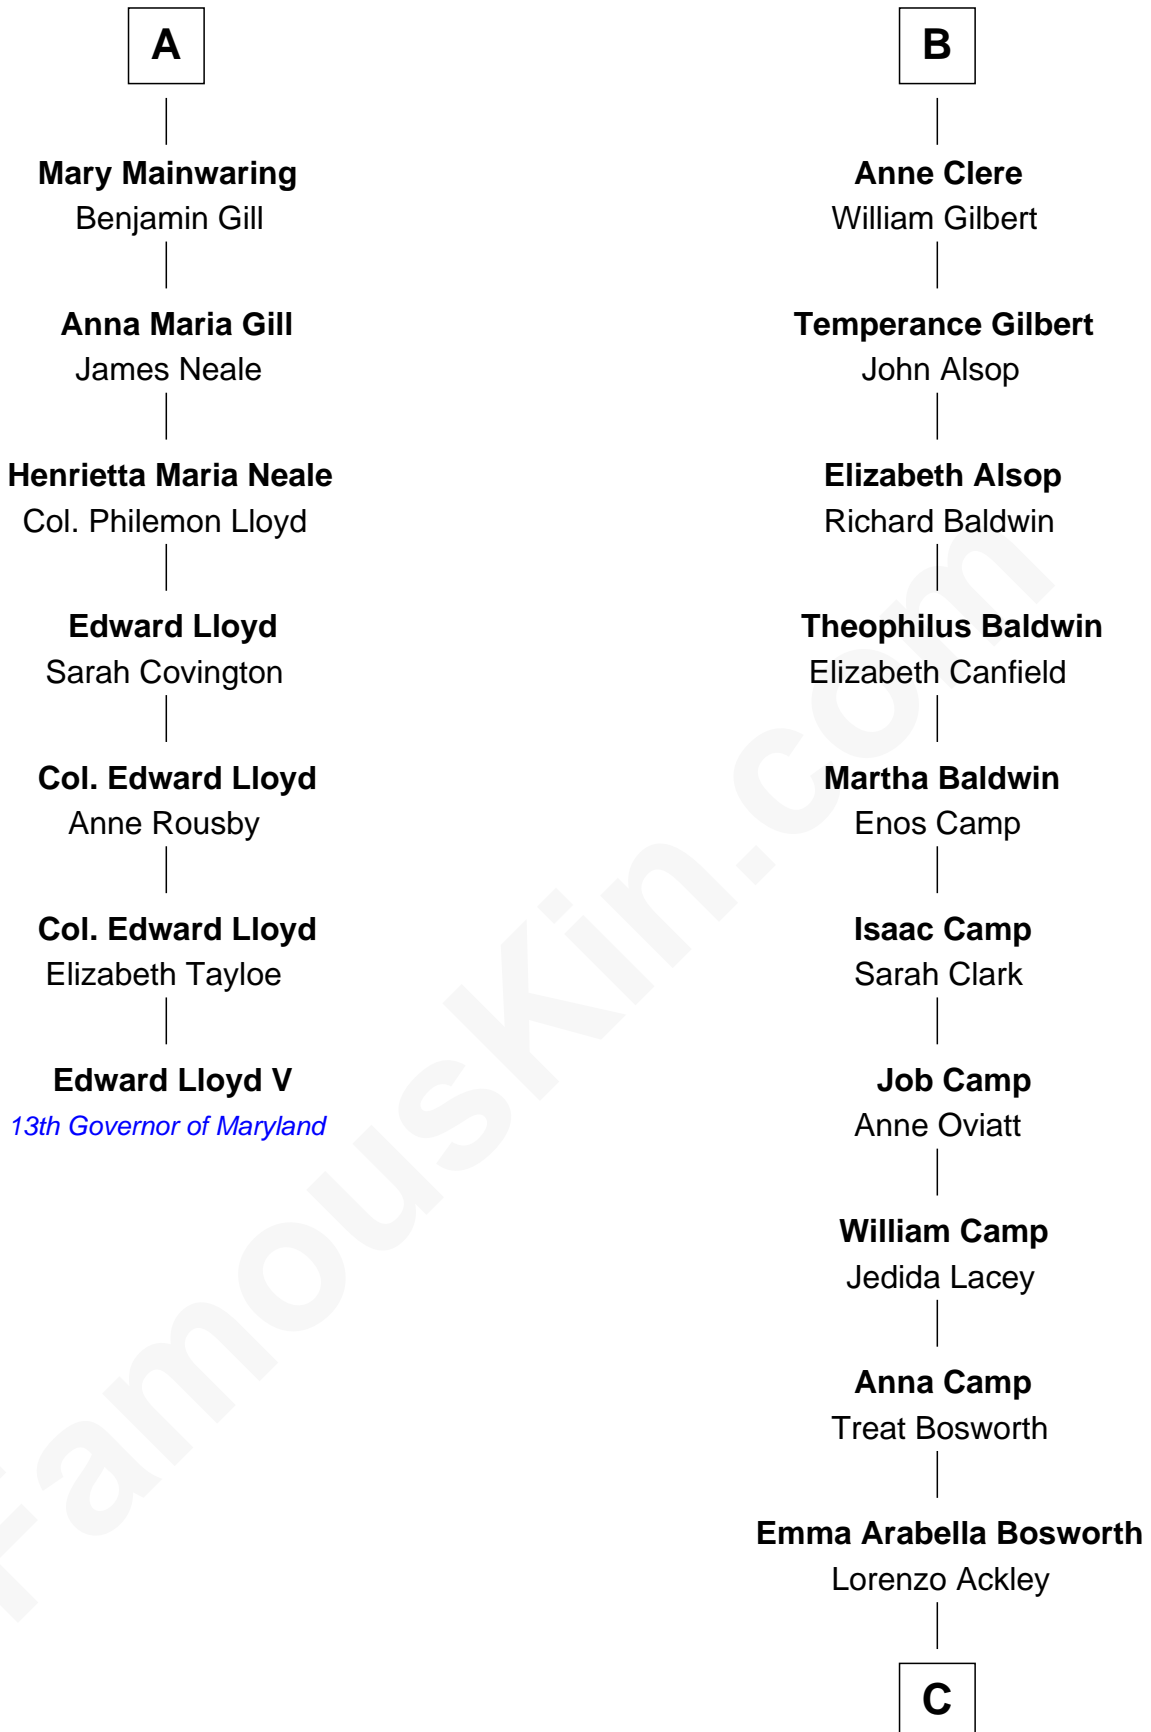 A
Mary Mainwaring
Benjamin Gill
Anna Maria Gill
James Neale
Henrietta Maria Neale
Col. Philemon Lloyd
Edward Lloyd
Sarah Covington
Col. Edward Lloyd
Anne Rousby
Col. Edward Lloyd
Elizabeth Tayloe
Edward Lloyd V
13th Governor of Maryland
B
Anne Clere
William Gilbert
Temperance Gilbert
John Alsop
Elizabeth Alsop
Richard Baldwin
Theophilus Baldwin
Elizabeth Canfield
Martha Baldwin
Enos Camp
Isaac Camp
Sarah Clark
Job Camp
Anne Oviatt
William Camp
Jedida Lacey
Anna Camp
Treat Bosworth
Emma Arabella Bosworth
Lorenzo Ackley
C
FamousKin.com